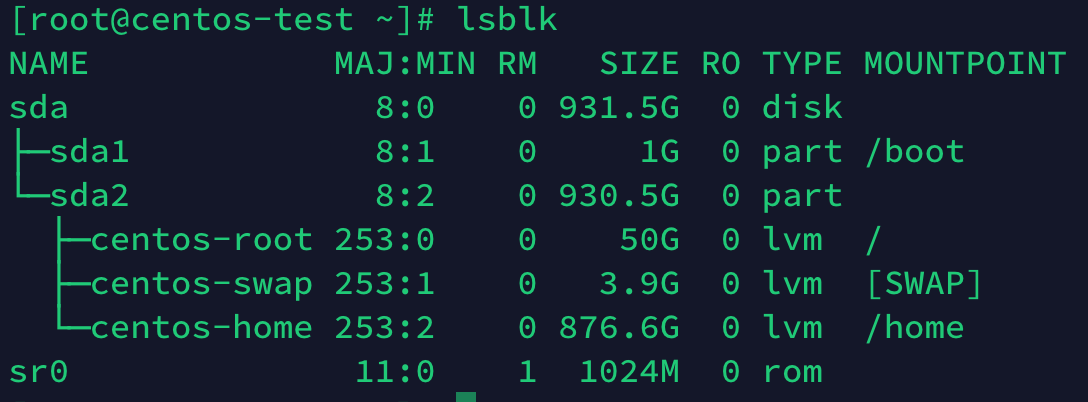 [root@centos-test ~]# lsblk
NAME            MAJ:MIN RM   SIZE RO TYPE MOUNTPOINT
sda               8:0    0 931.5G  0 disk
├─sda1            8:1    0     1G  0 part /boot
└─sda2            8:2    0 930.5G  0 part
  ├─centos-root 253:0    0    50G  0 lvm  /
  ├─centos-swap 253:1    0   3.9G  0 lvm  [SWAP]
  └─centos-home 253:2    0 876.6G  0 lvm  /home
sr0              11:0    1  1024M  0 rom